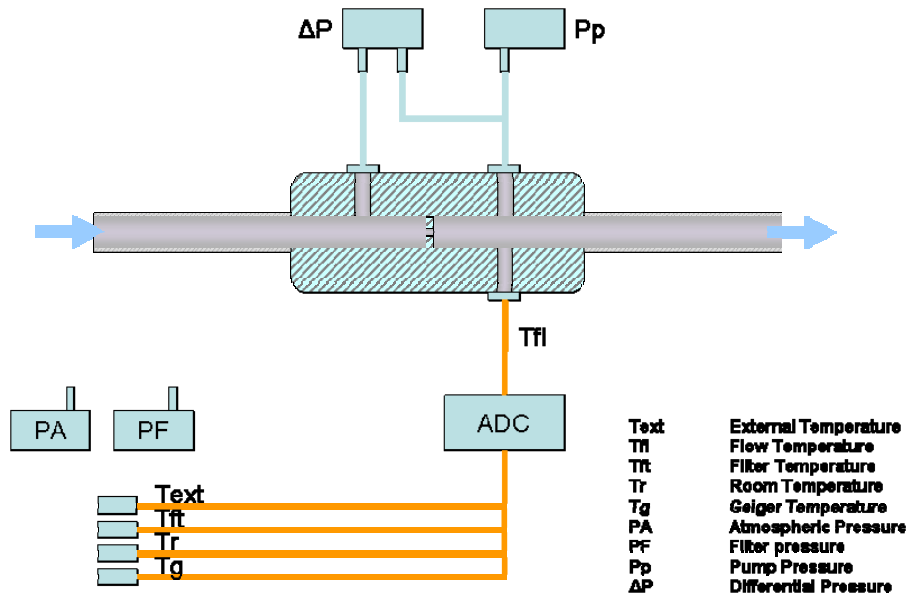 ΔP
Pp
Tfl
PA
PF
ADC
Text
Tft
Tr
Tg
Text External Temperature
Tfl Flow Temperature
Tft Filter Temperature
Tr Room Temperature
Tg Geiger Temperature
PA Atmospheric Pressure
PF Filter pressure
Pp Pump Pressure
ΔP Differential Pressure